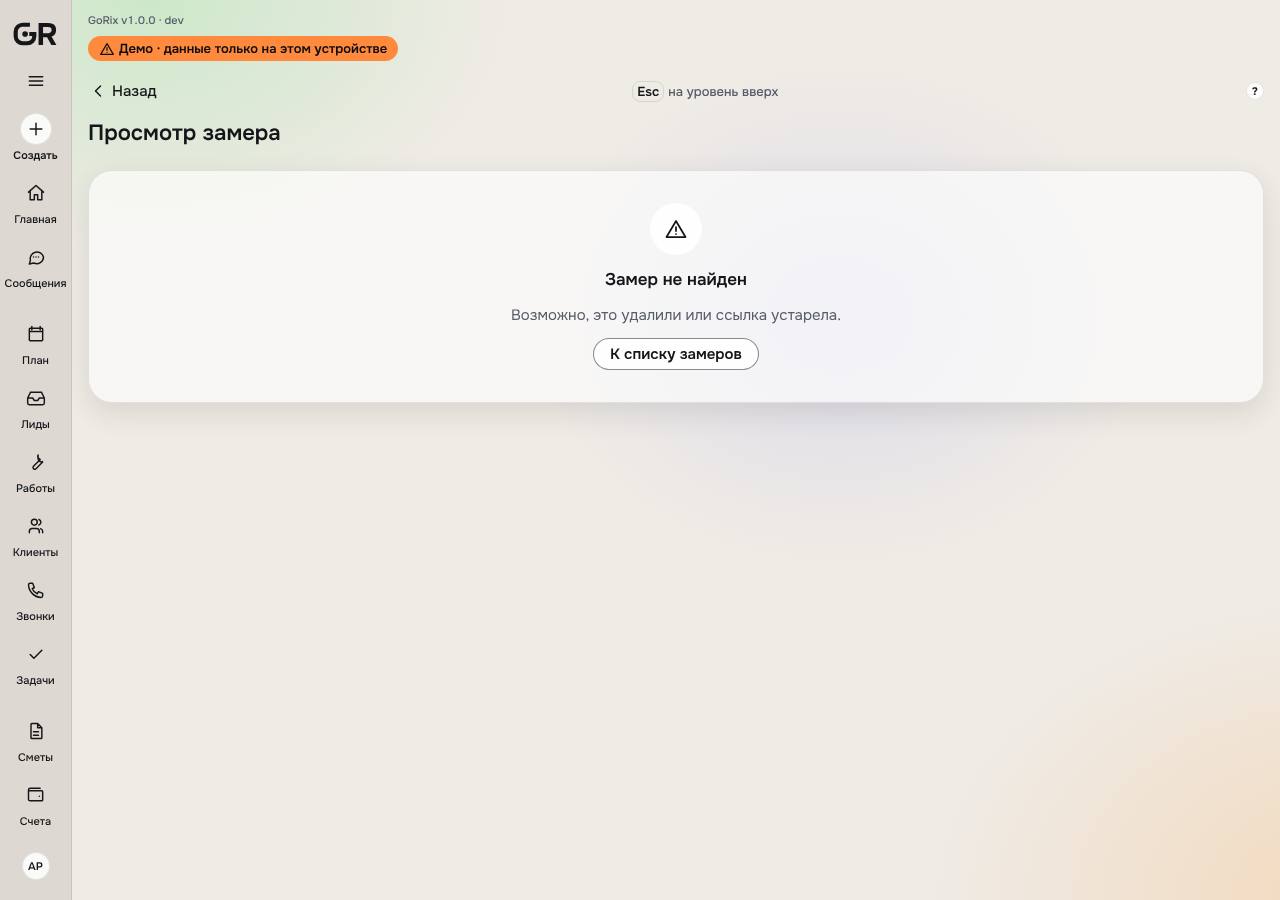 GR
GoRix v1.0.0 · dev
Демо · данные только на этом устройстве
Назад
Esc на уровень вверх
?
Просмотр замера
Замер не найден
Возможно, это удалили или ссылка устарела.
К списку замеров
Создать
Главная
Сообщения
План
Лиды
Работы
Клиенты
Звонки
Задачи
Сметы
Счета
AP